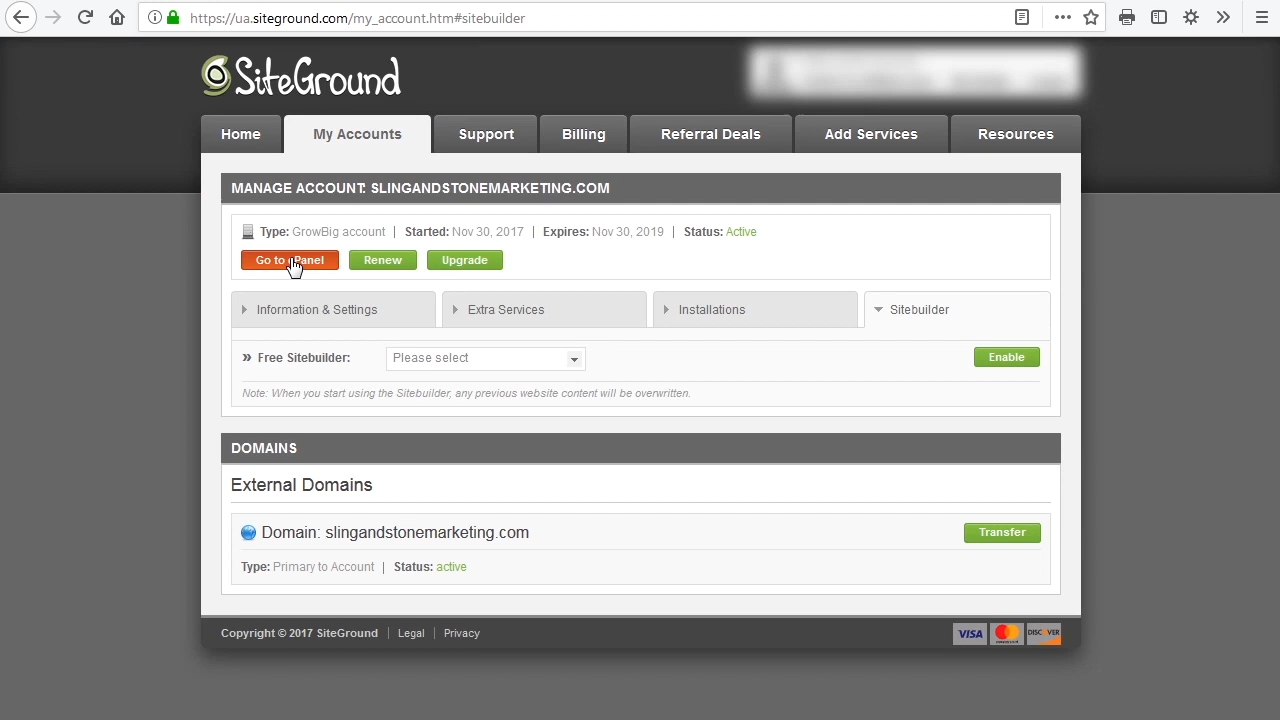 https://ua.siteground.com/my_account.htm#sitebuilder
SiteGround
Home
My Accounts
Support
Billing
Referral Deals
Add Services
Resources
MANAGE ACCOUNT: SLINGANDSTONEMARKETING.COM
Type: GrowBig account | Started: Nov 30, 2017 | Expires: Nov 30, 2019 | Status: Active
Go to cPanel
Renew
Upgrade
Information & Settings
Extra Services
Installations
Sitebuilder
» Free Sitebuilder:
Please select
Enable
Note: When you start using the Sitebuilder, any previous website content will be overwritten.
DOMAINS
External Domains
Domain: slingandstonemarketing.com
Transfer
Type: Primary to Account | Status: active
Copyright © 2017 SiteGround | Legal | Privacy
VISA
DISCOVER